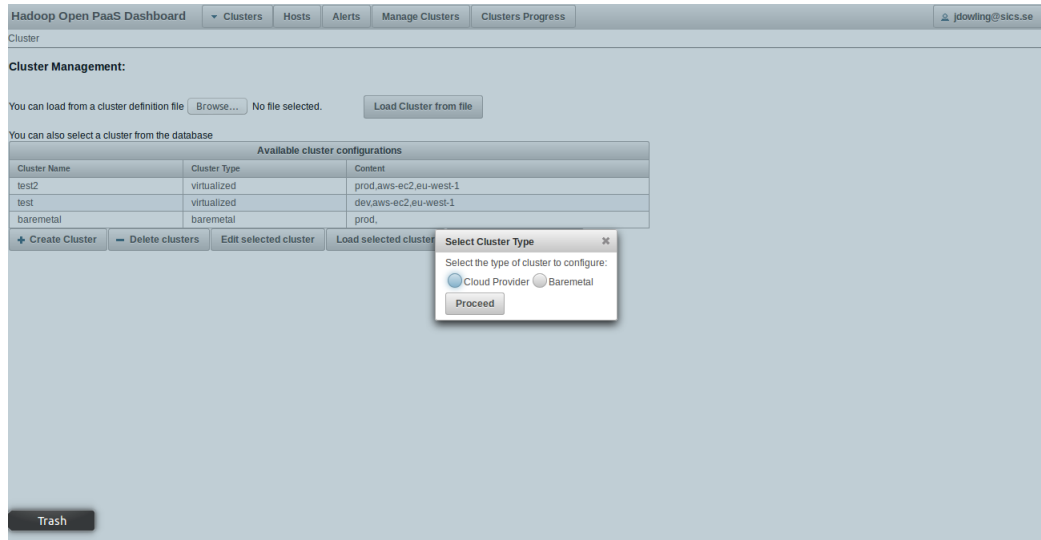 Hadoop Open PaaS Dashboard Clusters Hosts Alerts Manage Clusters Clusters Progress jdowling@sics.se
Cluster
Cluster Management:
You can load from a cluster definition file Browse... No file selected. Load Cluster from file
You can also select a cluster from the database
Available cluster configurations
Cluster Name Cluster Type Content
test2 virtualized prod,aws-ec2,eu-west-1
test virtualized dev,aws-ec2,eu-west-1
baremetal baremetal prod,
Create Cluster Delete clusters Edit selected cluster Load selected cluster
Select Cluster Type
Select the type of cluster to configure:
Cloud Provider Baremetal
Proceed
Trash